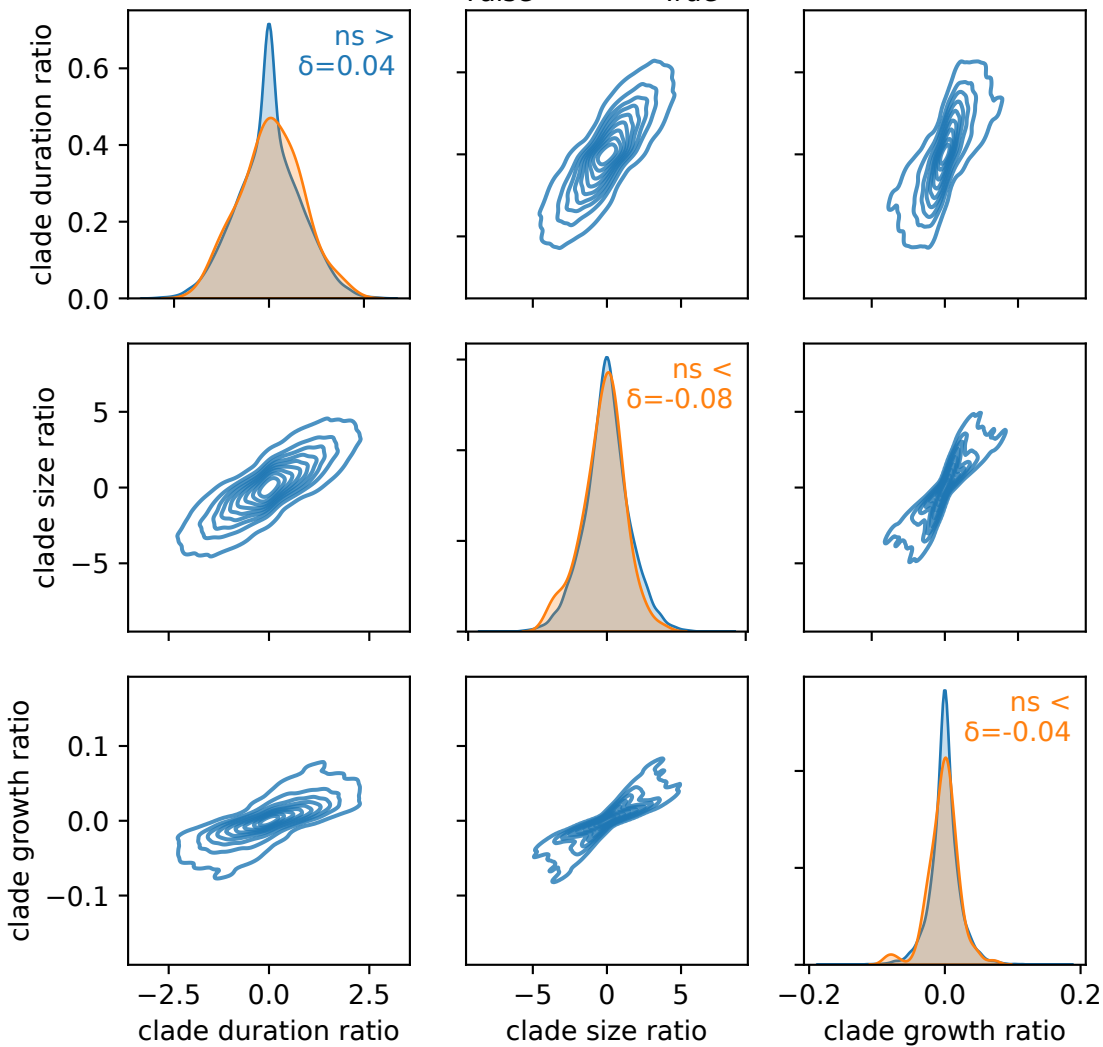 clade duration ratio
0.6
0.4
0.2
0.0
ns >
δ=0.04
clade size ratio
5
0
−5
ns <
δ=-0.08
clade growth ratio
0.1
0.0
−0.1
ns <
δ=-0.04
−2.5 0.0 2.5
clade duration ratio
−5 0 5
clade size ratio
−0.2 0.0 0.2
clade growth ratio